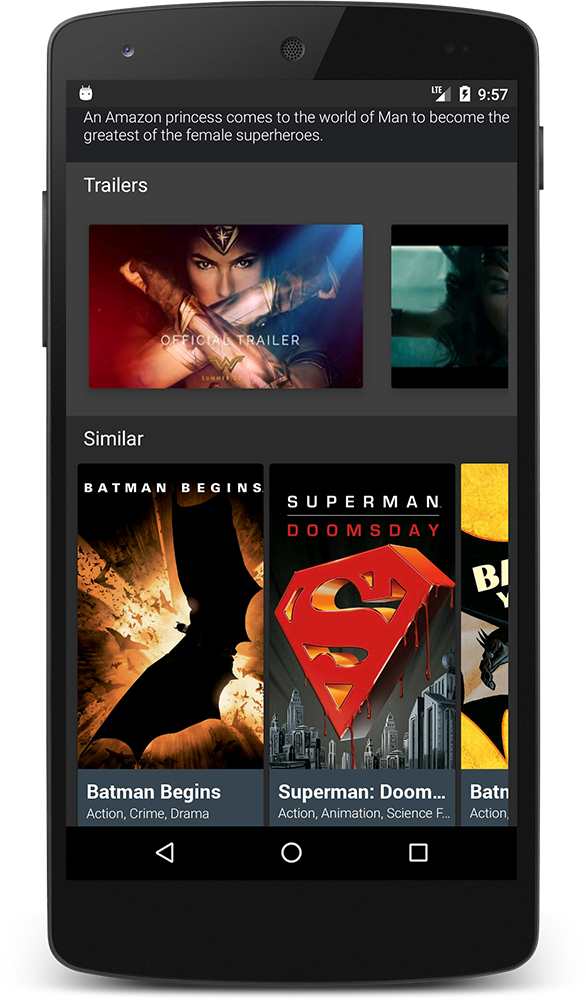 LTE 9:57
An Amazon princess comes to the world of Man to become the
greatest of the female superheroes.
Trailers
OFFICIAL TRAILER
Similar
BATMAN BEGINS
SUPERMAN
DOOMSDAY
BA
Y
Batman Begins
Action, Crime, Drama
Superman: Doom...
Action, Animation, Science F...
Batn
Action,